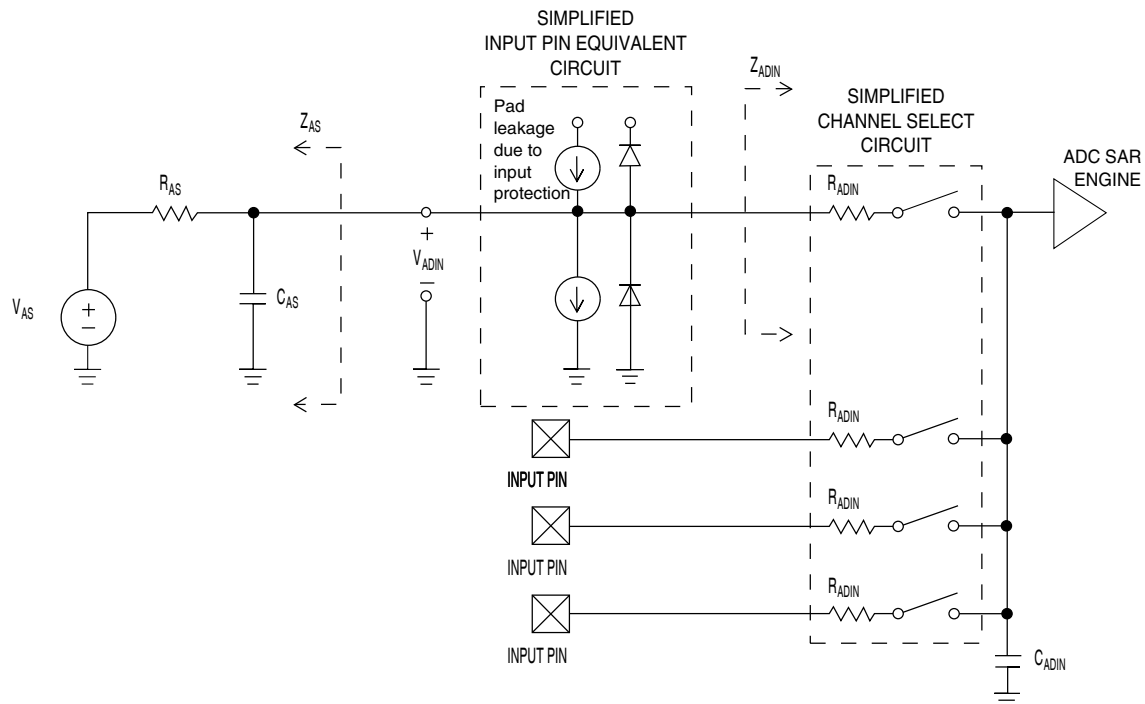 SIMPLIFIED
INPUT PIN EQUIVALENT
CIRCUIT
Pad
leakage
due to
input
protection
Z_ADIN
SIMPLIFIED
CHANNEL SELECT
CIRCUIT
ADC SAR
ENGINE
Z_AS
R_AS
R_ADIN
+
V_ADIN
–
V_AS
+
–
C_AS
R_ADIN
INPUT PIN
R_ADIN
INPUT PIN
R_ADIN
INPUT PIN
C_ADIN